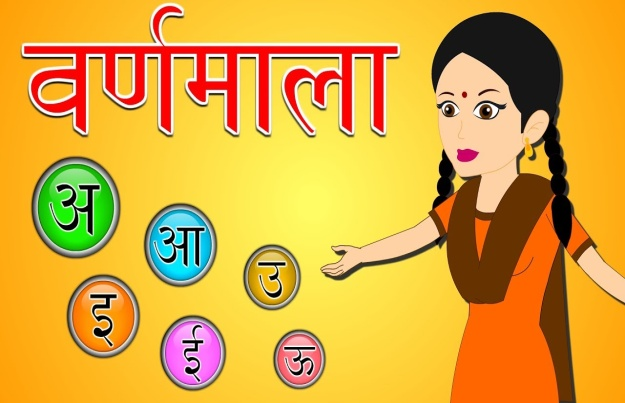 वर्णमाला
अ आ उ
इ ई ऊ